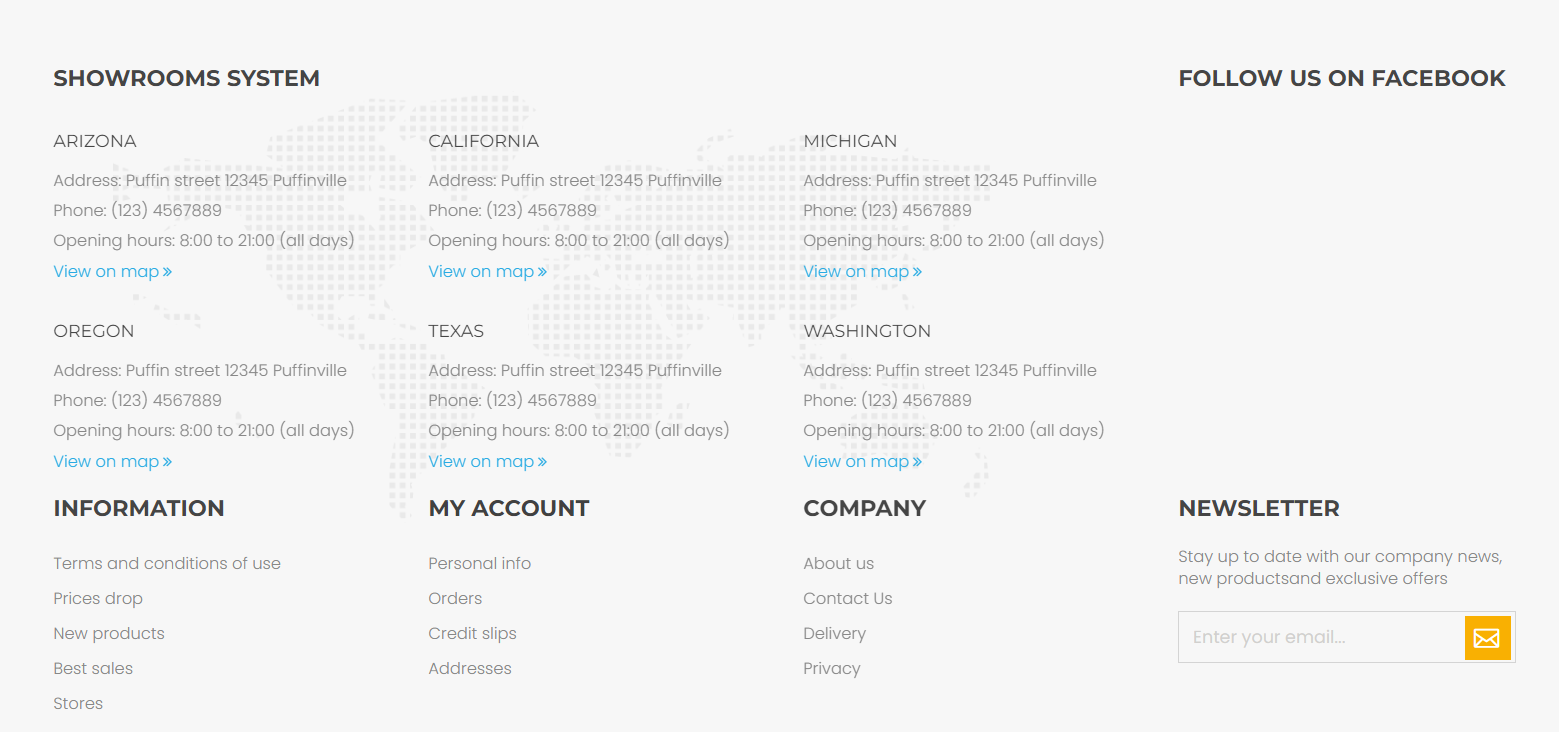 SHOWROOMS SYSTEM
ARIZONA
Address: Puffin street 12345 Puffinville
Phone: (123) 4567889
Opening hours: 8:00 to 21:00 (all days)
View on map »
CALIFORNIA
Address: Puffin street 12345 Puffinville
Phone: (123) 4567889
Opening hours: 8:00 to 21:00 (all days)
View on map »
MICHIGAN
Address: Puffin street 12345 Puffinville
Phone: (123) 4567889
Opening hours: 8:00 to 21:00 (all days)
View on map »
OREGON
Address: Puffin street 12345 Puffinville
Phone: (123) 4567889
Opening hours: 8:00 to 21:00 (all days)
View on map »
TEXAS
Address: Puffin street 12345 Puffinville
Phone: (123) 4567889
Opening hours: 8:00 to 21:00 (all days)
View on map »
WASHINGTON
Address: Puffin street 12345 Puffinville
Phone: (123) 4567889
Opening hours: 8:00 to 21:00 (all days)
View on map »
FOLLOW US ON FACEBOOK
INFORMATION
Terms and conditions of use
Prices drop
New products
Best sales
Stores
MY ACCOUNT
Personal info
Orders
Credit slips
Addresses
COMPANY
About us
Contact Us
Delivery
Privacy
NEWSLETTER
Stay up to date with our company news,
new productsand exclusive offers
Enter your email...